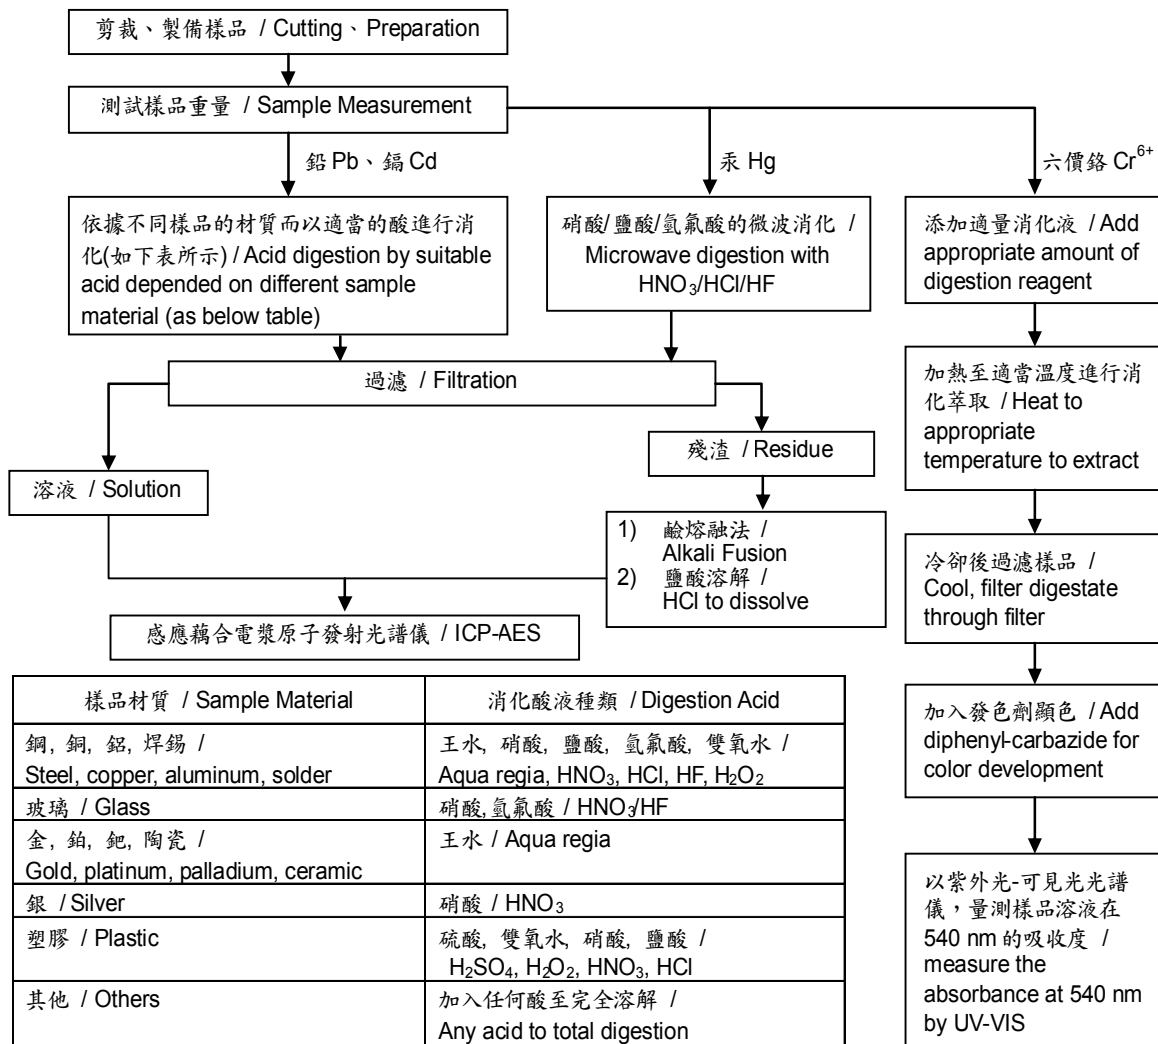 剪裁、製備樣品 / Cutting、Preparation
測試樣品重量 / Sample Measurement
鉛 Pb、鎘 Cd
汞 Hg
六價鉻 Cr6+
依據不同樣品的材質而以適當的酸進行消
化(如下表所示) / Acid digestion by suitable
acid depended on different sample
material (as below table)
硝酸/鹽酸/氫氟酸的微波消化 /
Microwave digestion with
HNO3/HCl/HF
添加適量消化液 / Add
appropriate amount of
digestion reagent
過濾 / Filtration
加熱至適當溫度進行消
化萃取 / Heat to
appropriate
temperature to extract
溶液 / Solution
殘渣 / Residue
1) 鹼熔融法 /
Alkali Fusion
2) 鹽酸溶解 /
HCl to dissolve
冷卻後過濾樣品 /
Cool, filter digestate
through filter
感應藕合電漿原子發射光譜儀 / ICP-AES
加入發色劑顯色 / Add
diphenyl-carbazide for
color development
以紫外光-可見光光譜
儀，量測樣品溶液在
540 nm 的吸收度 /
measure the
absorbance at 540 nm
by UV-VIS
樣品材質 / Sample Material 消化酸液種類 / Digestion Acid
鋼, 銅, 鋁, 焊錫 / 王水, 硝酸, 鹽酸, 氫氟酸, 雙氧水 /
Steel, copper, aluminum, solder Aqua regia, HNO3, HCl, HF, H2O2
玻璃 / Glass 硝酸,氫氟酸 / HNO3/HF
金, 鉑, 鈀, 陶瓷 / 王水 / Aqua regia
Gold, platinum, palladium, ceramic
銀 / Silver 硝酸 / HNO3
塑膠 / Plastic 硫酸, 雙氧水, 硝酸, 鹽酸 /
H2SO4, H2O2, HNO3, HCl
其他 / Others 加入任何酸至完全溶解 /
Any acid to total digestion